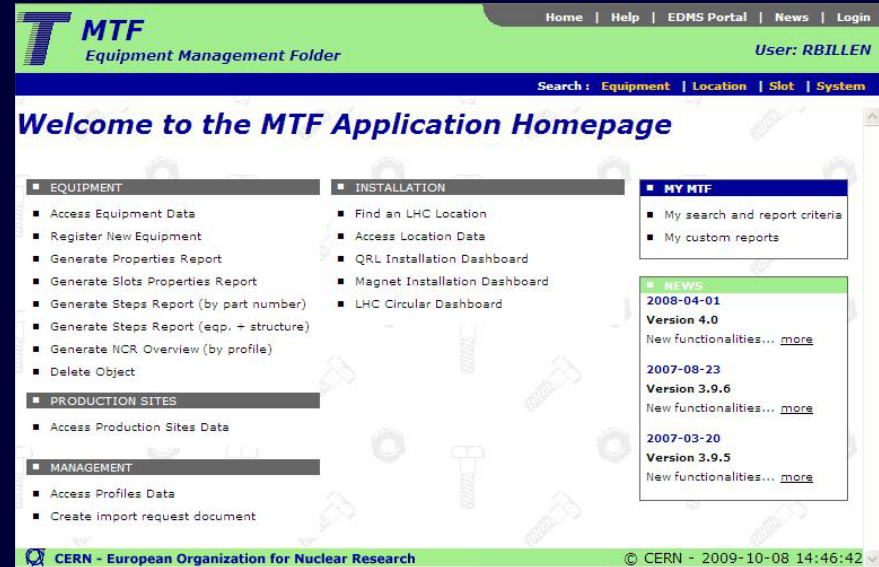 Home | Help | EDMS Portal | News | Login
MTF
Equipment Management Folder
User: RBILLEN
Search : Equipment | Location | Slot | System
Welcome to the MTF Application Homepage
EQUIPMENT
Access Equipment Data
Register New Equipment
Generate Properties Report
Generate Slots Properties Report
Generate Steps Report (by part number)
Generate Steps Report (eqp. + structure)
Generate NCR Overview (by profile)
Delete Object
PRODUCTION SITES
Access Production Sites Data
MANAGEMENT
Access Profiles Data
Create import request document
INSTALLATION
Find an LHC Location
Access Location Data
QRL Installation Dashboard
Magnet Installation Dashboard
LHC Circular Dashboard
MY MTF
My search and report criteria
My custom reports
NEWS
2008-04-01
Version 4.0
New functionalities... more
2007-08-23
Version 3.9.6
New functionalities... more
2007-03-20
Version 3.9.5
New functionalities... more
CERN - European Organization for Nuclear Research
© CERN - 2009-10-08 14:46:42